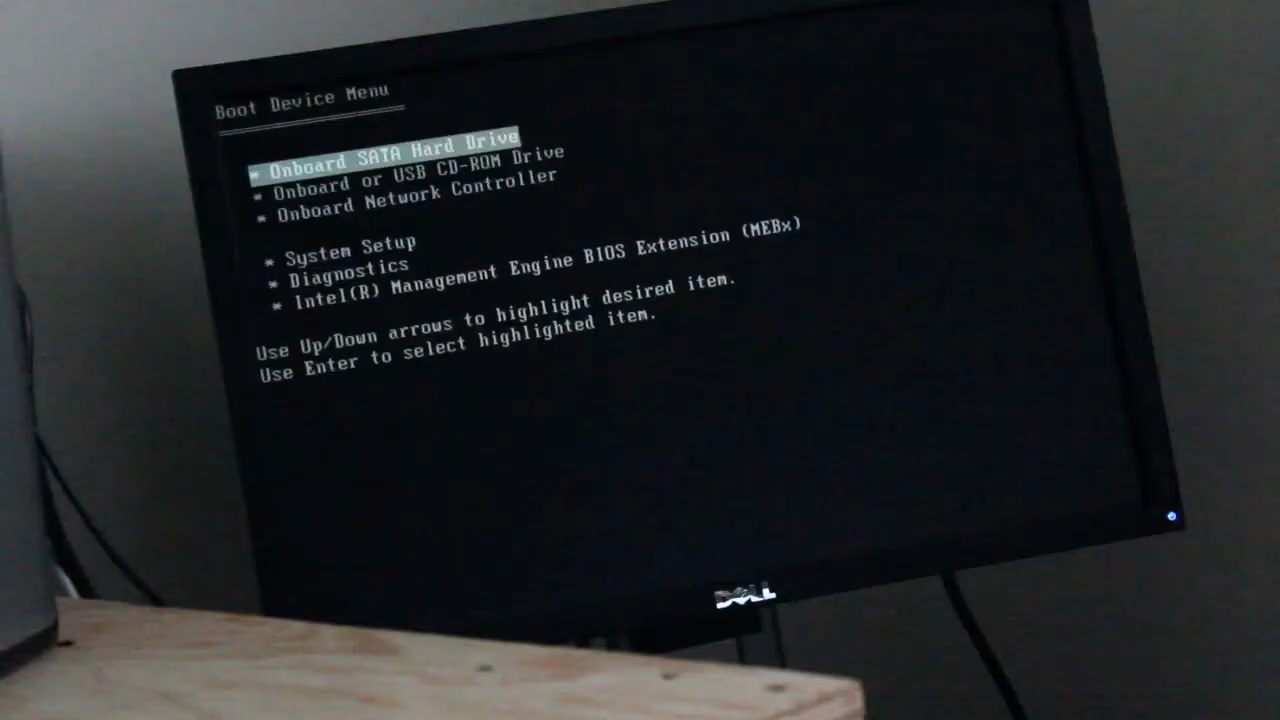 Boot Device Menu
* Onboard SATA Hard Drive
* Onboard or USB CD-ROM Drive
* Onboard Network Controller
* System Setup
* Diagnostics
* Intel(R) Management Engine BIOS Extension (MEBx)
Use Up/Down arrows to highlight desired item.
Use Enter to select highlighted item.
DELL